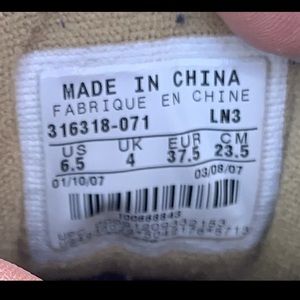 MADE IN CHINA
FABRIQUE EN CHINE
316318-071 LN3
US UK EUR CM
6.5 4 37.5 23.5
01/10/07 03/08/07